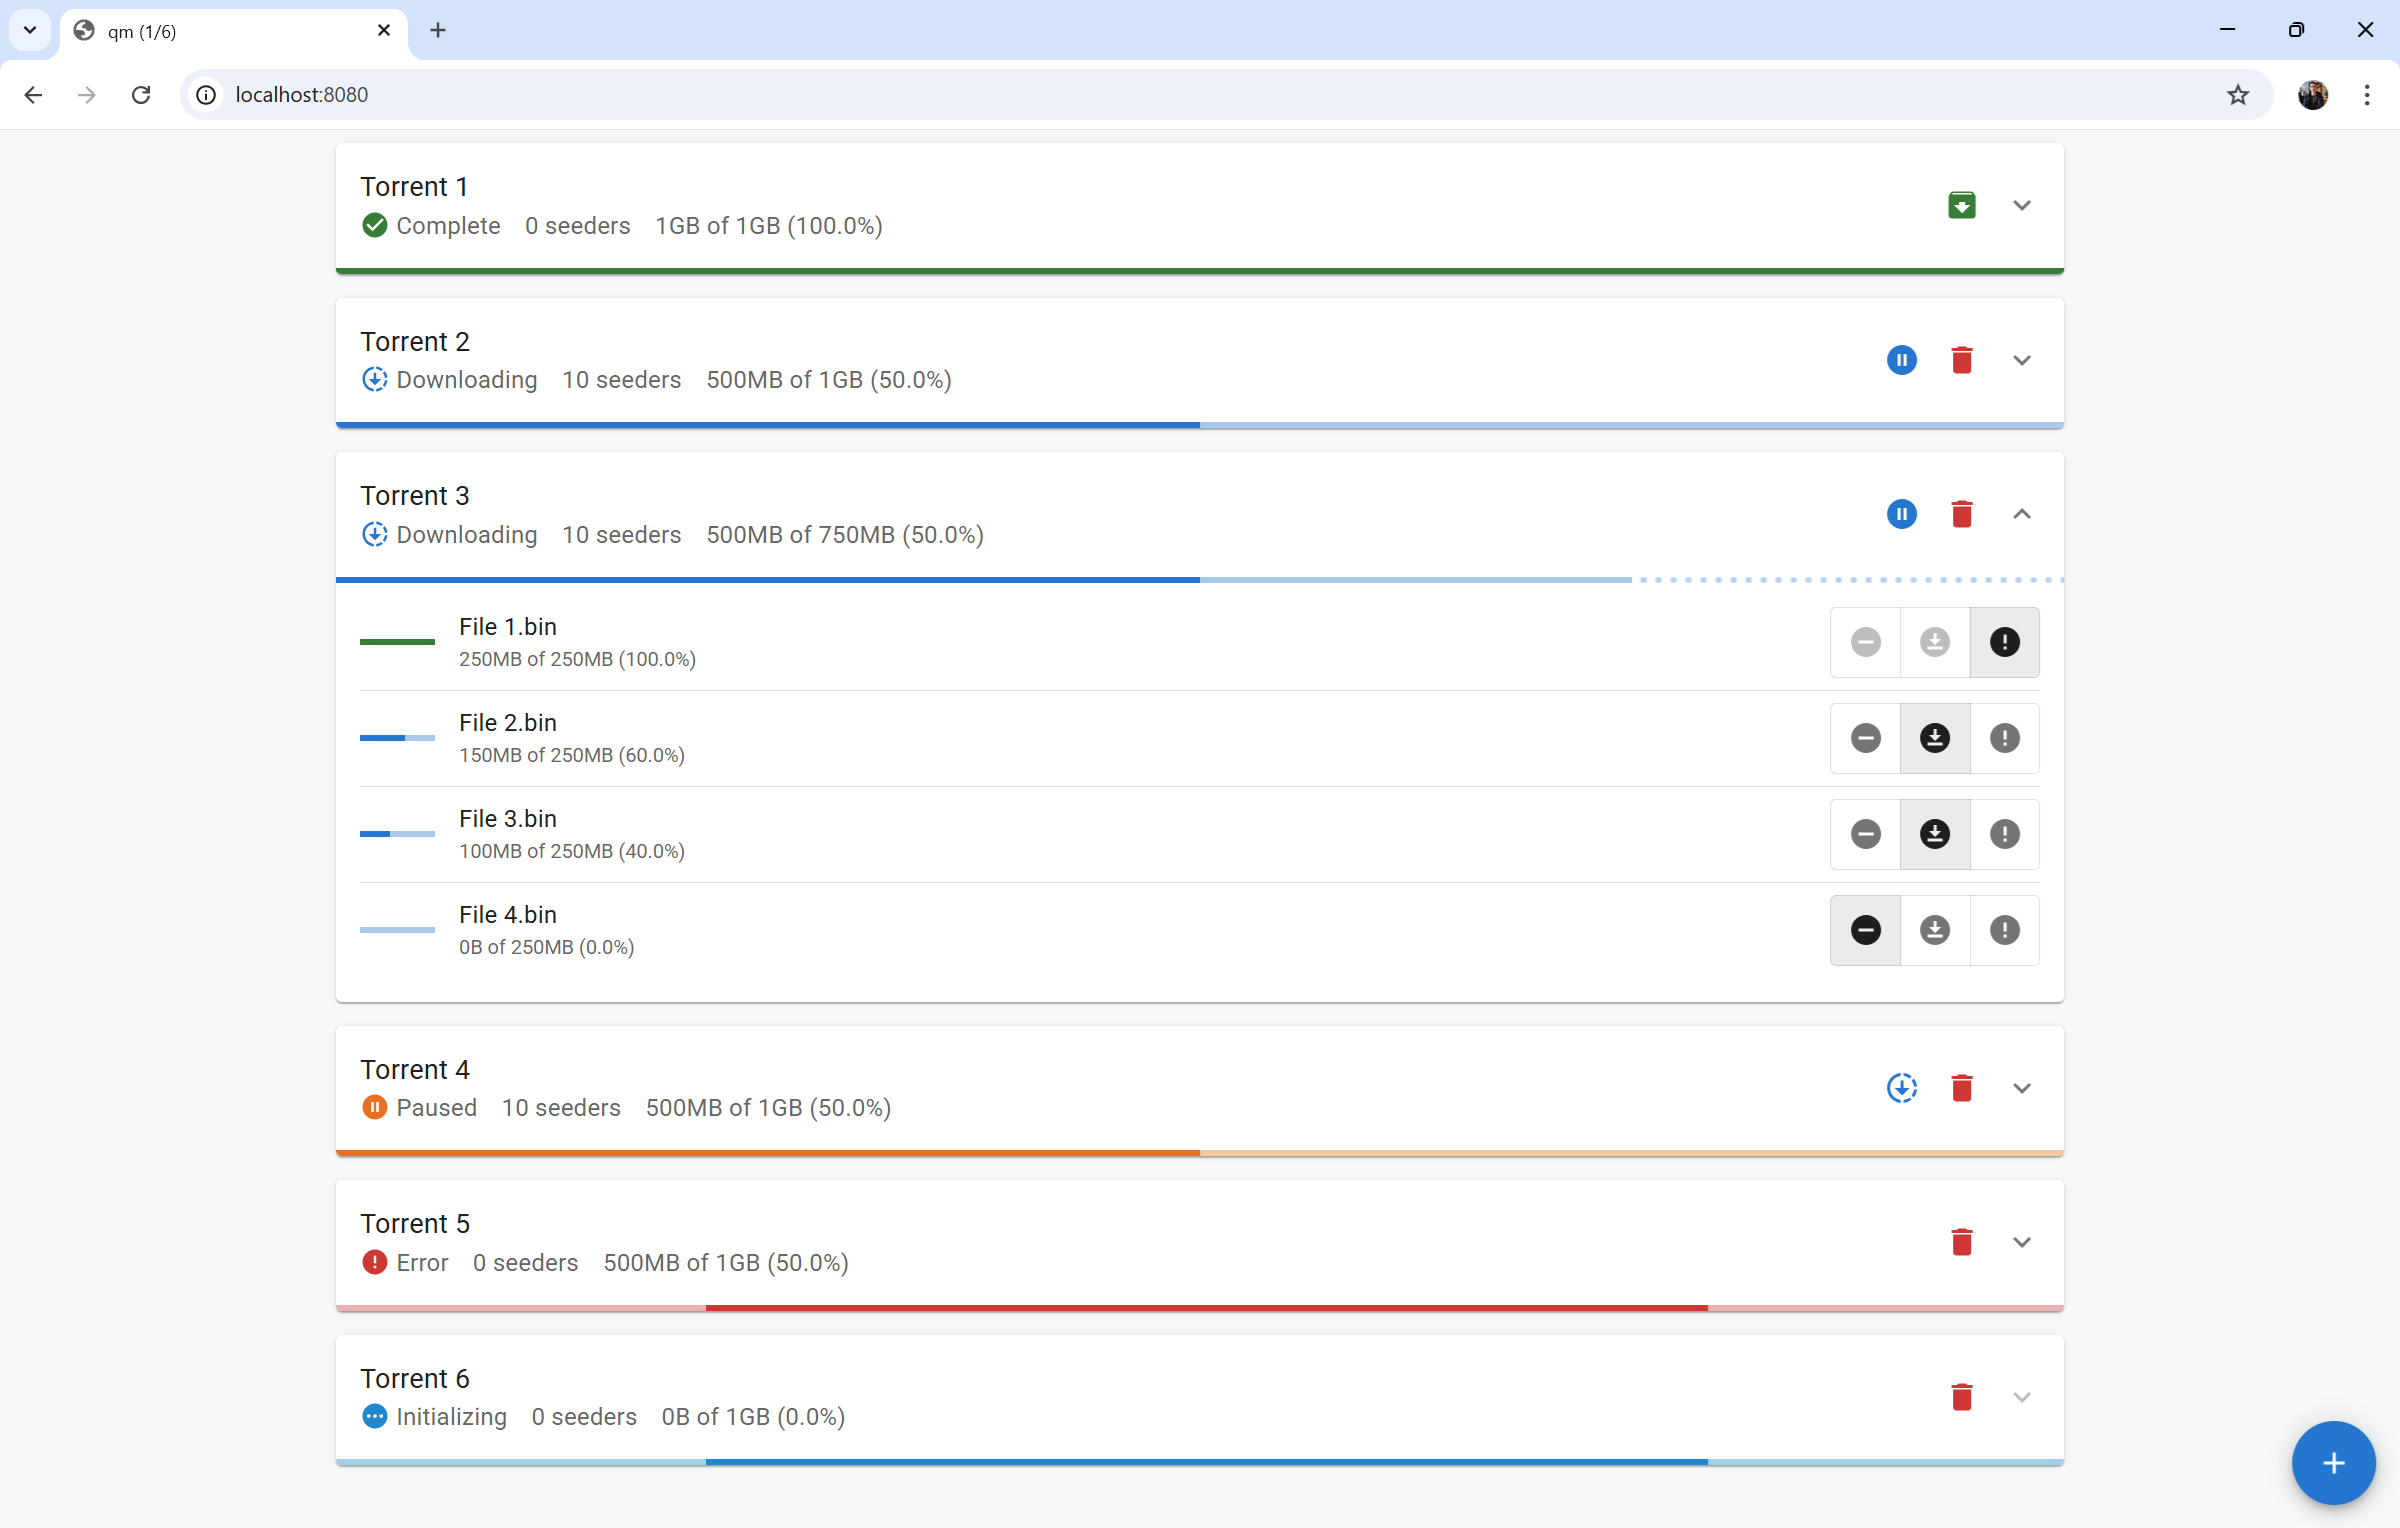 qm (1/6)
localhost:8080
Torrent 1
Complete 0 seeders 1GB of 1GB (100.0%)
Torrent 2
Downloading 10 seeders 500MB of 1GB (50.0%)
Torrent 3
Downloading 10 seeders 500MB of 750MB (50.0%)
File 1.bin
250MB of 250MB (100.0%)
File 2.bin
150MB of 250MB (60.0%)
File 3.bin
100MB of 250MB (40.0%)
File 4.bin
0B of 250MB (0.0%)
Torrent 4
Paused 10 seeders 500MB of 1GB (50.0%)
Torrent 5
Error 0 seeders 500MB of 1GB (50.0%)
Torrent 6
Initializing 0 seeders 0B of 1GB (0.0%)